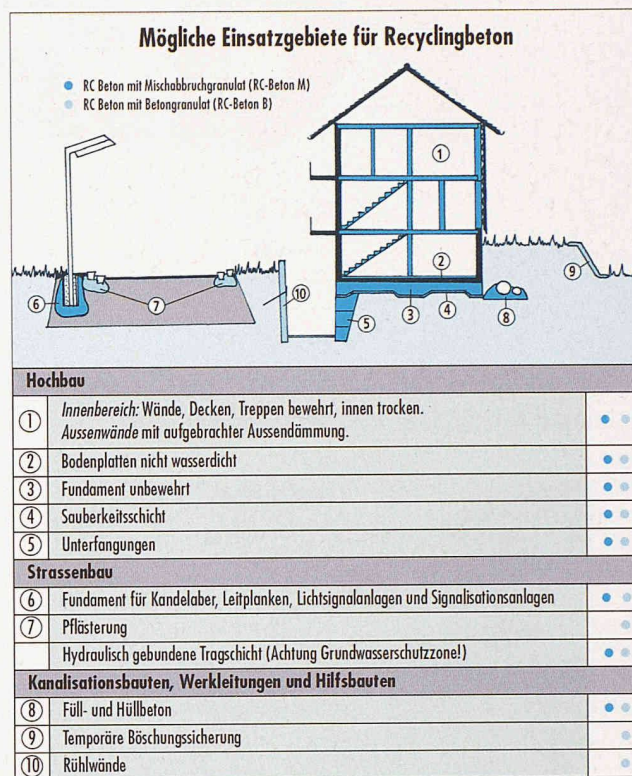 Mögliche Einsatzgebiete für Recyclingbeton
RC Beton mit Mischabbruchgranulat (RC-Beton M)
RC Beton mit Betongranulat (RC-Beton B)
1
2
3
4
5
6
7
8
9
10
Hochbau
1 Innenbereich: Wände, Decken, Treppen bewehrt, innen trocken.
Aussenwände mit aufgebrachter Aussendämmung.
2 Bodenplatten nicht wasserdicht
3 Fundament unbewehrt
4 Sauberkeitsschicht
5 Unterfangungen
Strassenbau
6 Fundament für Kandelaber, Leitplanken, Lichtsignalanlagen und Signalisationsanlagen
7 Pflästerung
Hydraulisch gebundene Tragschicht (Achtung Grundwasserschutzzone!)
Kanalisationsbauten, Werkleitungen und Hilfsbauten
8 Füll- und Hüllbeton
9 Temporäre Böschungssicherung
10 Rühlwände